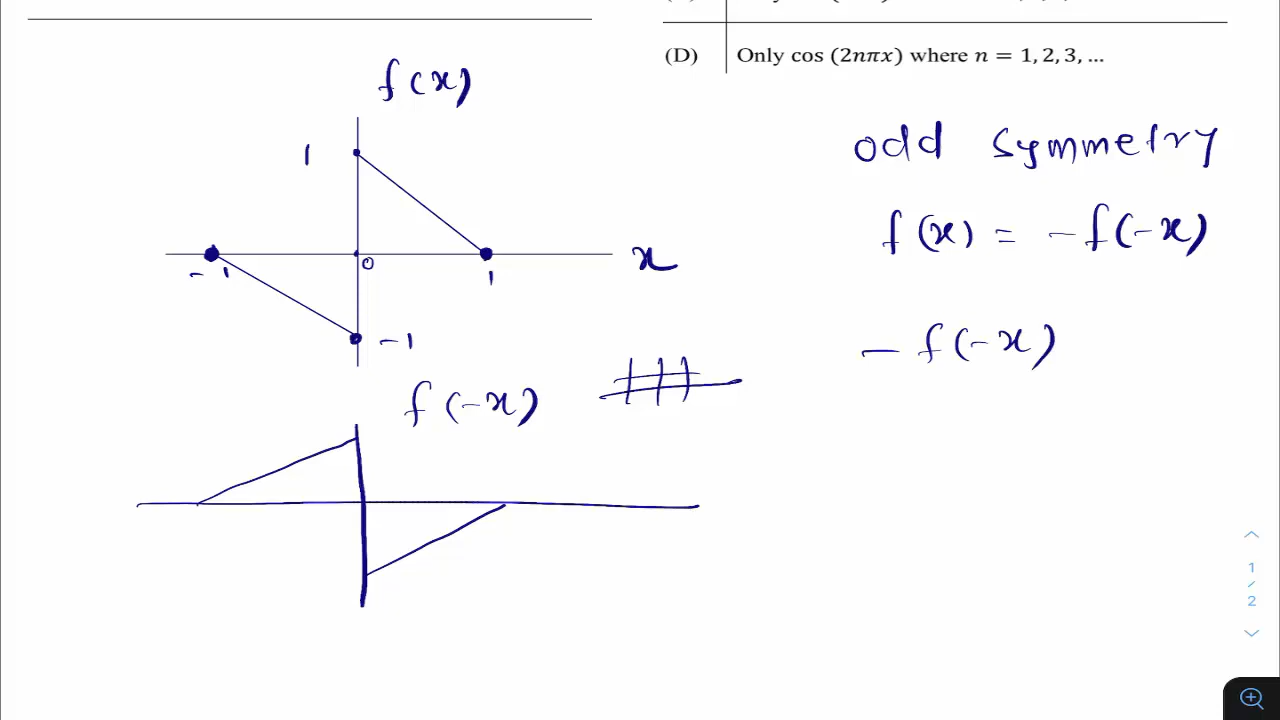 (D) Only cos (2nπx) where n = 1, 2, 3, ...
f(x)
odd symmetry
1
f(x) = -f(-x)
x
-1
0
1
-1
- f(-x)
f(-x)
1
2